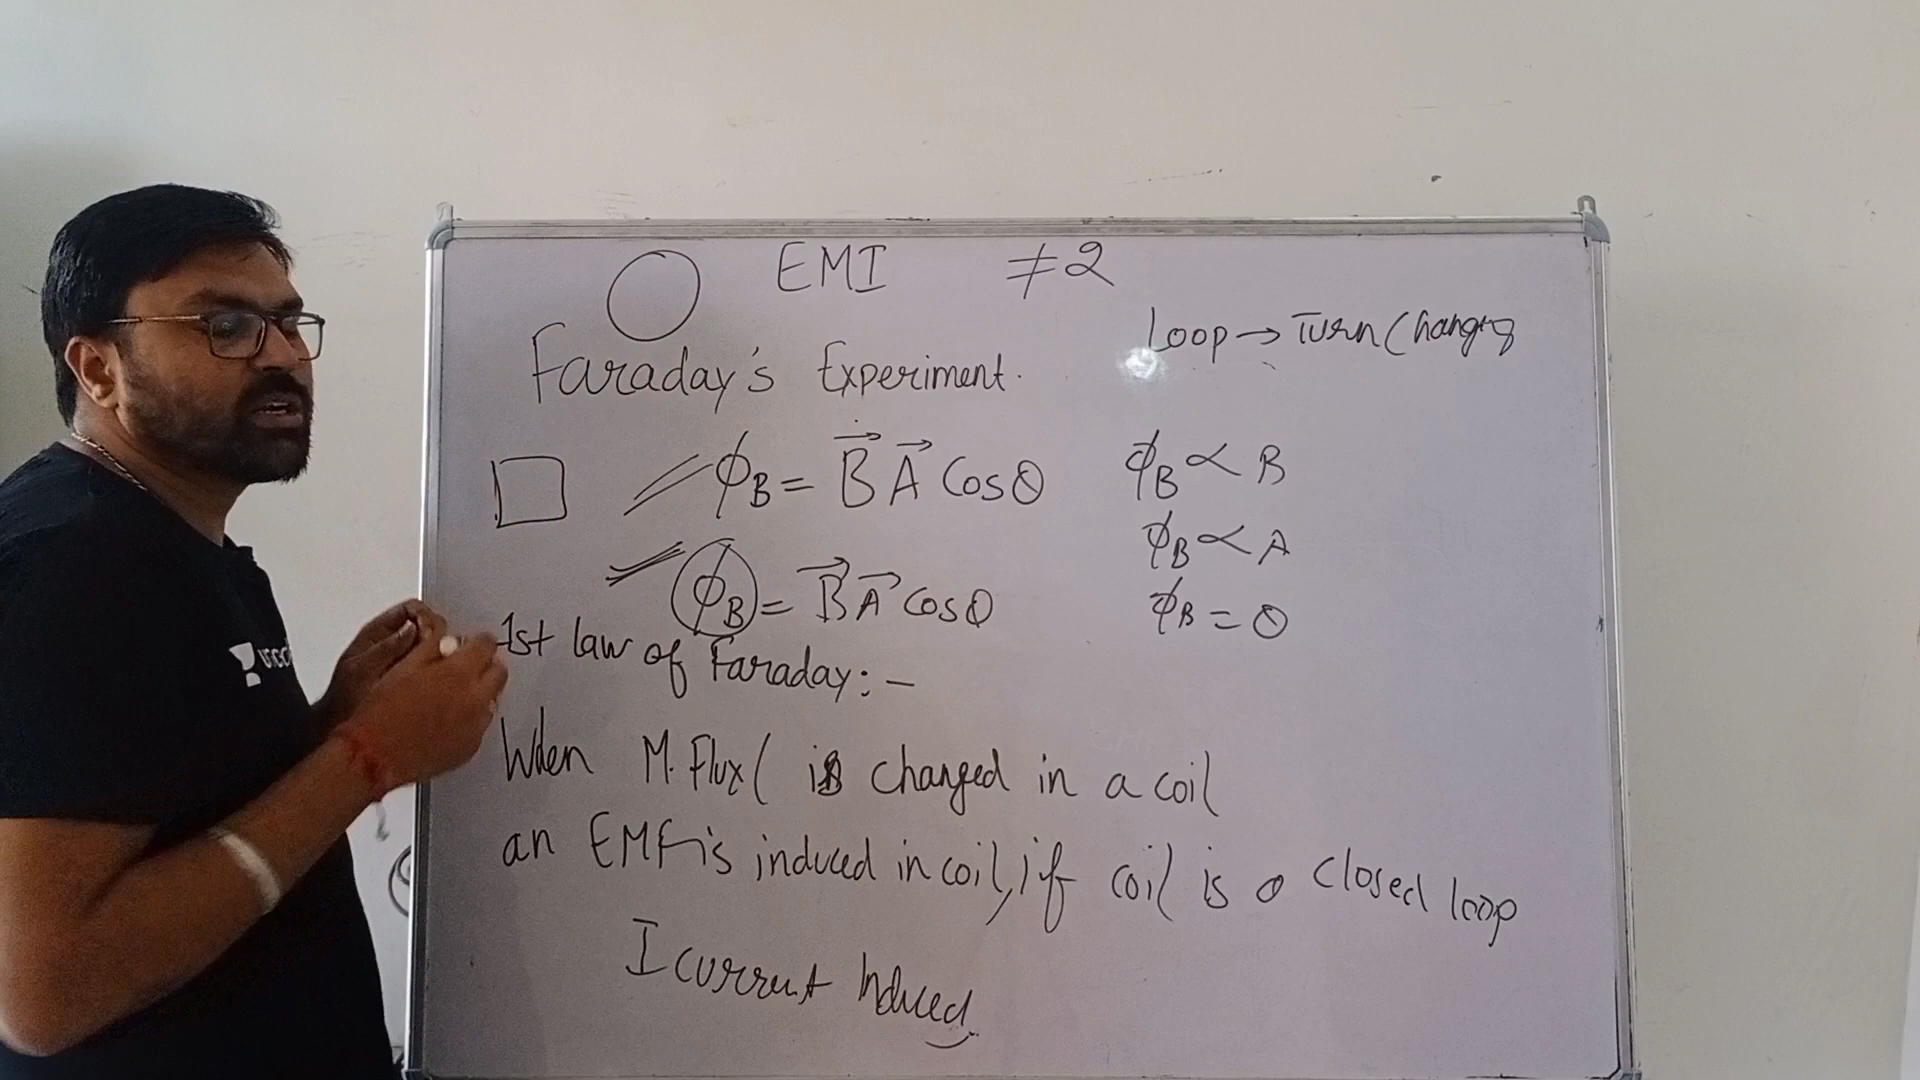 EMI #2
Loop → Turn Changing
Faraday's Experiment.
ϕB = B⃗ A⃗ Cosθ
ϕB ∝ B
ϕB ∝ A
ϕB = B⃗ A⃗ cosθ
ϕB = θ
1st law of Faraday:-
When M. Flux( is changed in a coil
an EMF is induced in coil, if coil is a closed loop
I current Induced